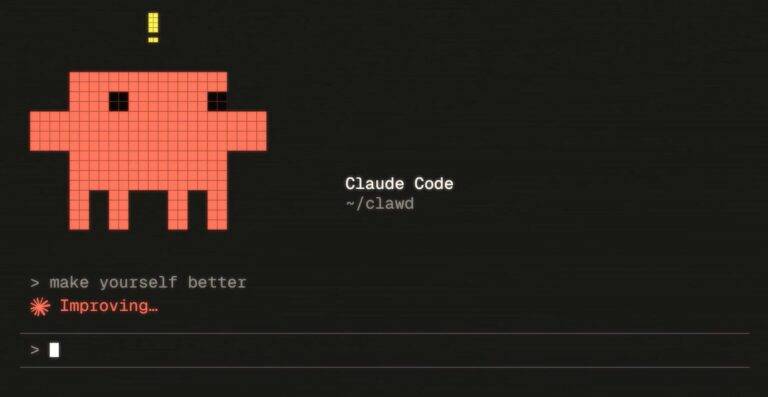 !
Claude Code
~/clawd
> make yourself better
Improving…
>